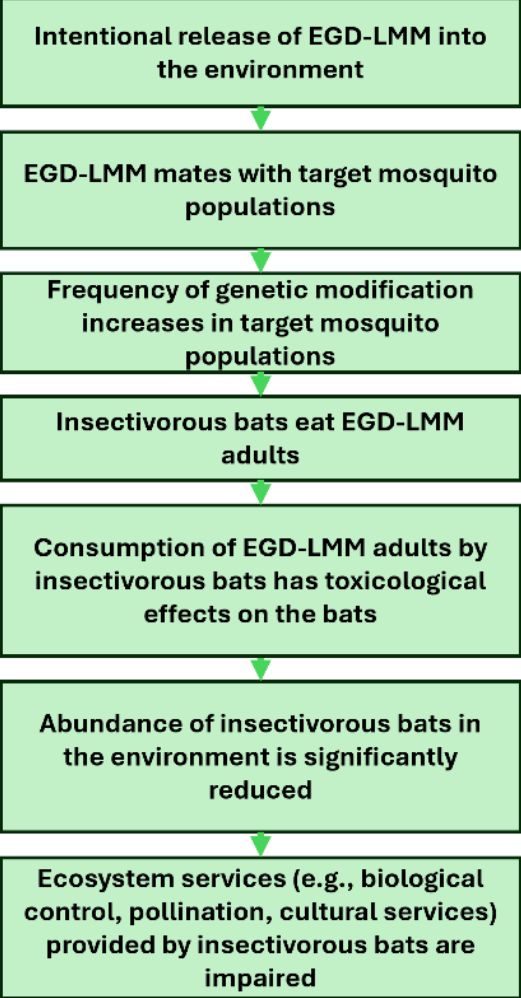 Intentional release of EGD-LMM into
the environment
EGD-LMM mates with target mosquito
populations
Frequency of genetic modification
increases in target mosquito
populations
Insectivorous bats eat EGD-LMM
adults
Consumption of EGD-LMM adults by
insectivorous bats has toxicological
effects on the bats
Abundance of insectivorous bats in
the environment is significantly
reduced
Ecosystem services (e.g., biological
control, pollination, cultural services)
provided by insectivorous bats are
impaired